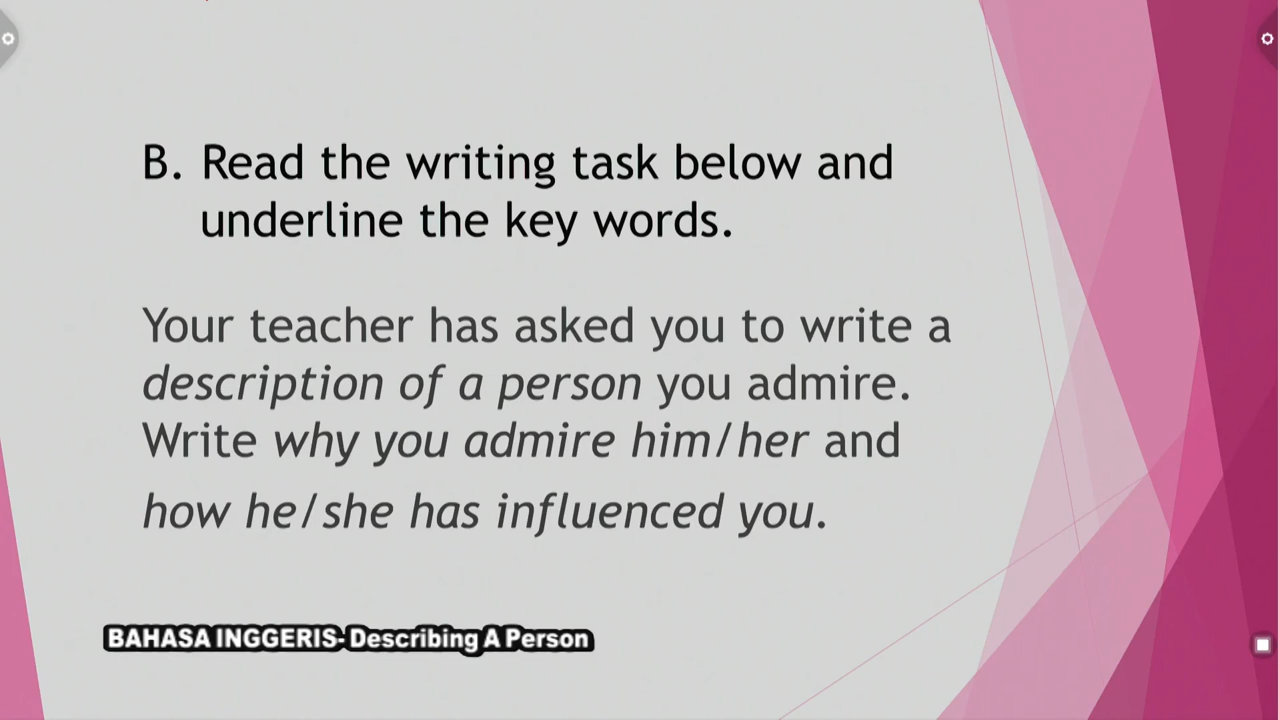 B. Read the writing task below and
underline the key words.
Your teacher has asked you to write a
description of a person you admire.
Write why you admire him/her and
how he/she has influenced you.
BAHASA INGGERIS- Describing A Person